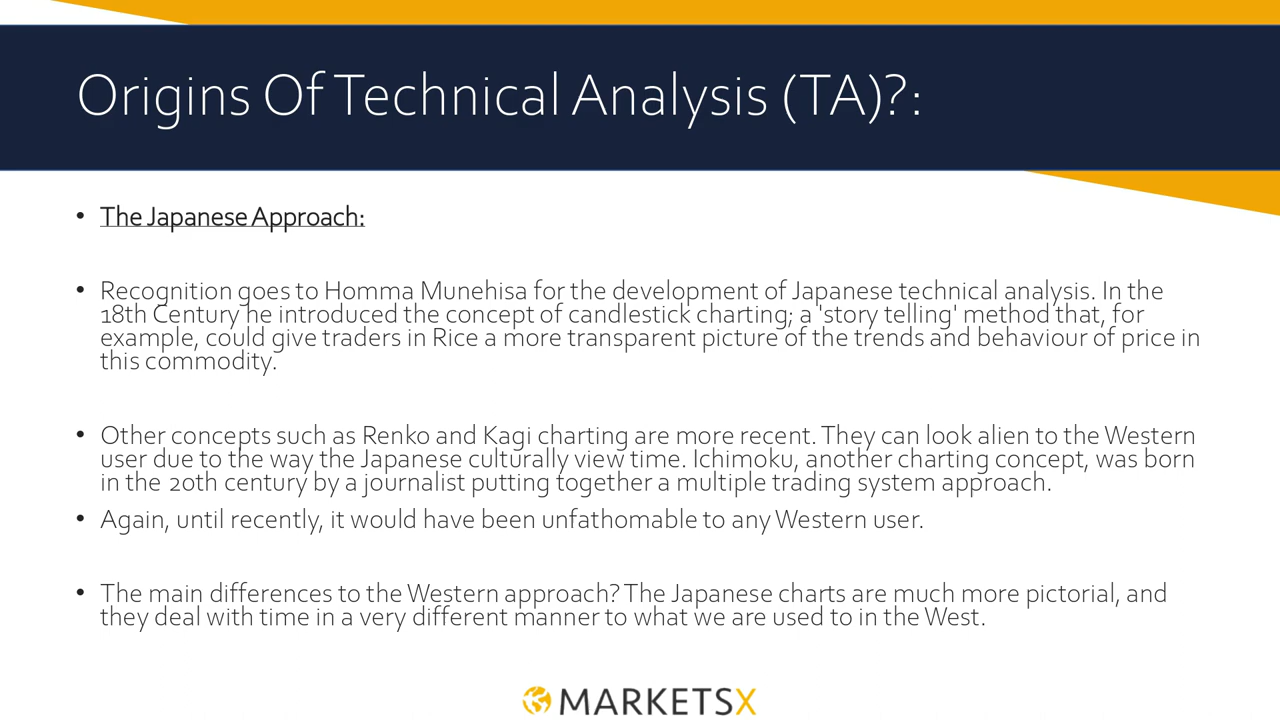 Origins Of Technical Analysis (TA)?:
• The Japanese Approach:
• Recognition goes to Homma Munehisa for the development of Japanese technical analysis. In the
18th Century he introduced the concept of candlestick charting; a 'story telling' method that, for
example, could give traders in Rice a more transparent picture of the trends and behaviour of price in
this commodity.
• Other concepts such as Renko and Kagi charting are more recent. They can look alien to the Western
user due to the way the Japanese culturally view time. Ichimoku, another charting concept, was born
in the 20th century by a journalist putting together a multiple trading system approach.
• Again, until recently, it would have been unfathomable to any Western user.
• The main differences to the Western approach? The Japanese charts are much more pictorial, and
they deal with time in a very different manner to what we are used to in the West.
MARKETSX